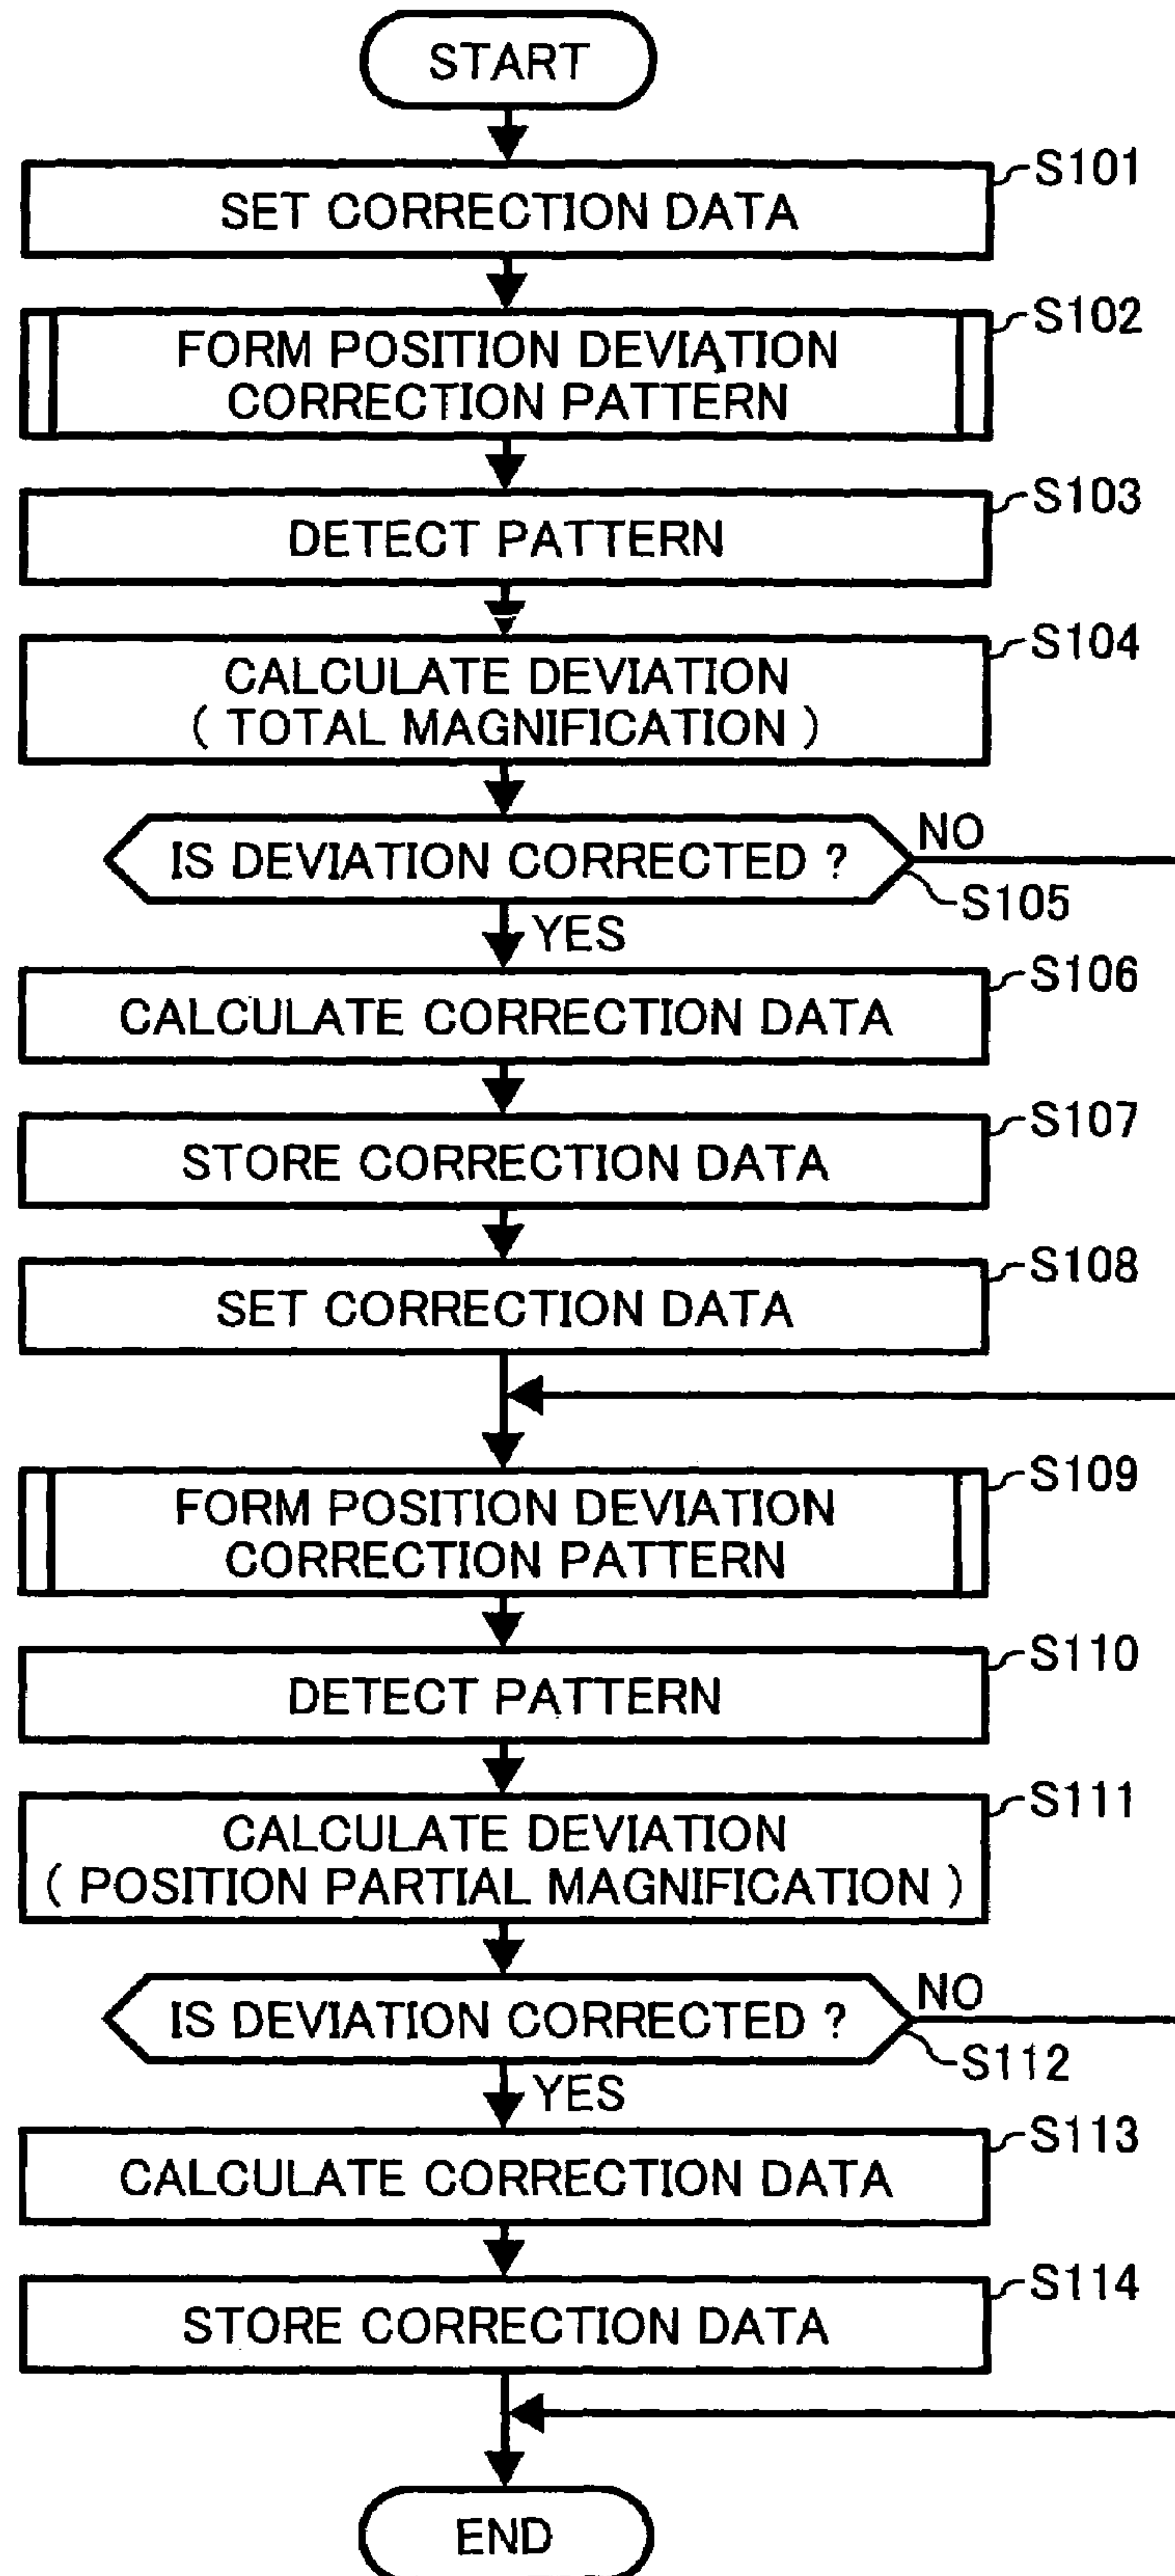 START
S101
SET CORRECTION DATA
S102
FORM POSITION DEVIATION
CORRECTION PATTERN
S103
DETECT PATTERN
S104
CALCULATE DEVIATION
( TOTAL MAGNIFICATION )
IS DEVIATION CORRECTED ?
NO
S105
YES
S106
CALCULATE CORRECTION DATA
S107
STORE CORRECTION DATA
S108
SET CORRECTION DATA
S109
FORM POSITION DEVIATION
CORRECTION PATTERN
S110
DETECT PATTERN
S111
CALCULATE DEVIATION
( POSITION PARTIAL MAGNIFICATION )
IS DEVIATION CORRECTED ?
NO
S112
YES
S113
CALCULATE CORRECTION DATA
S114
STORE CORRECTION DATA
END